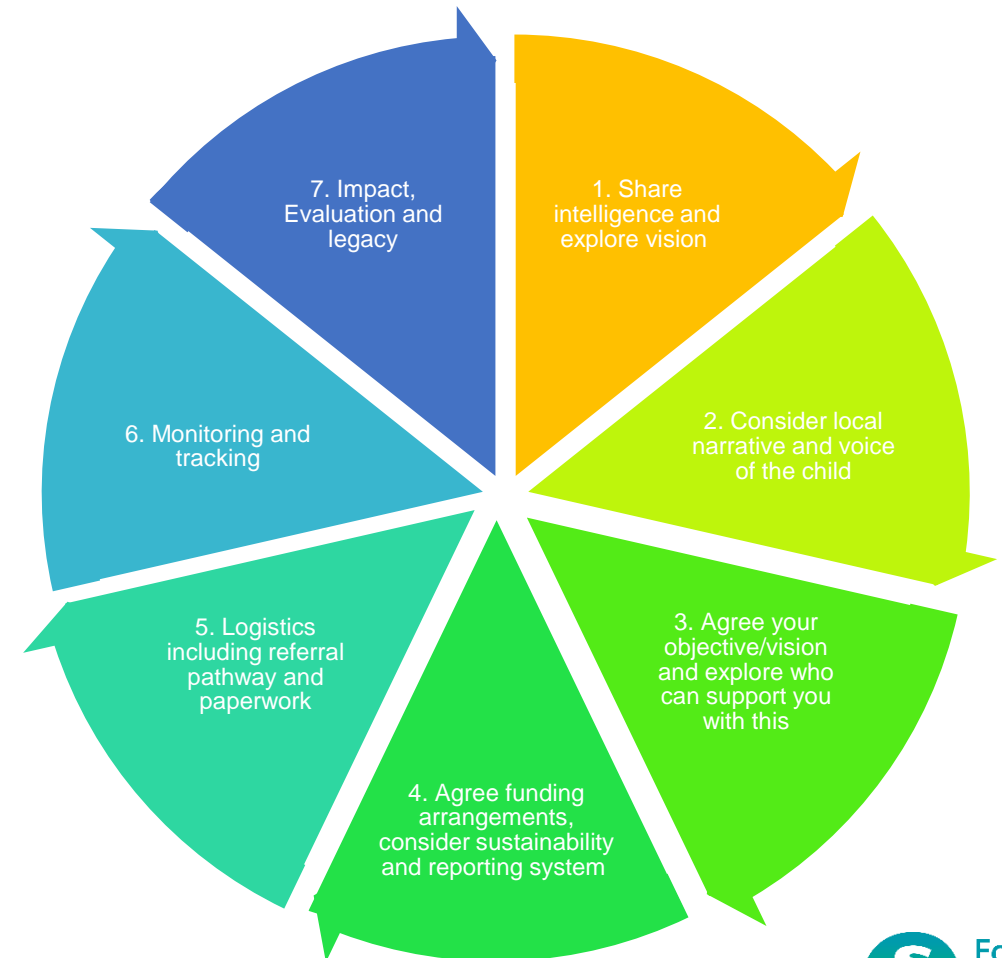 1. Share
intelligence and
explore vision
2. Consider local
narrative and voice
of the child
3. Agree your
objective/vision
and explore who
can support you
with this
4. Agree funding
arrangements,
consider sustainability
and reporting system
5. Logistics
including referral
pathway and
paperwork
6. Monitoring and
tracking
7. Impact,
Evaluation and
legacy